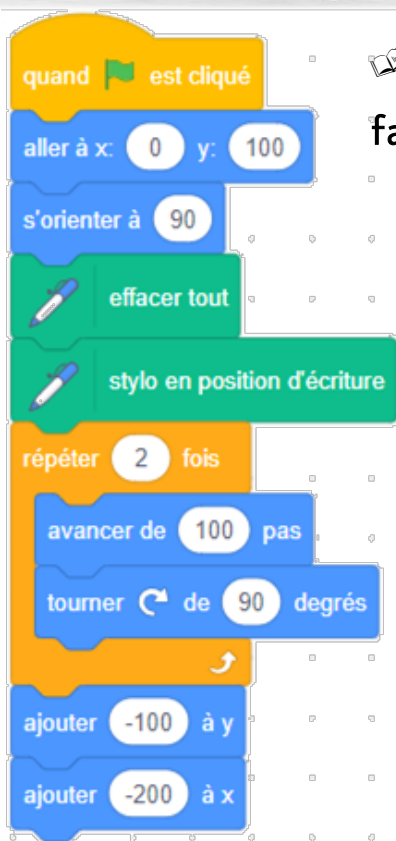 quand est cliqué
fa
aller à x: 0 y: 100
s'orienter à 90
effacer tout
stylo en position d'écriture
répéter 2 fois
avancer de 100 pas
tourner de 90 degrés
ajouter -100 à y
ajouter -200 à x